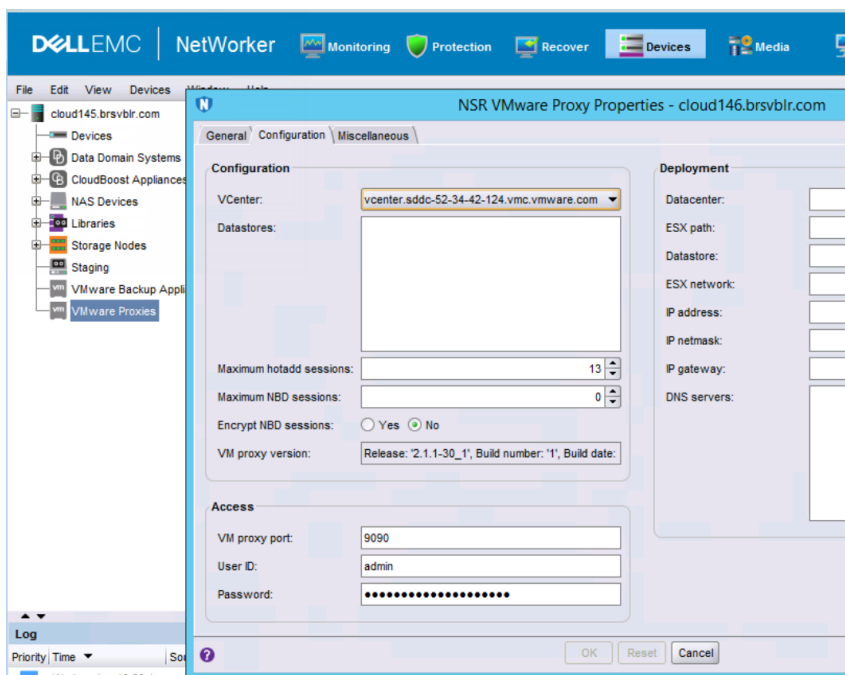 DELLEMC NetWorker Monitoring Protection Recover Devices Media
File Edit View Devices Window Help
NSR VMware Proxy Properties - cloud146.brsvblr.com
cloud145.brsvblr.com
Devices
Data Domain Systems
CloudBoost Appliances
NAS Devices
Libraries
Storage Nodes
Staging
VMware Backup Appli
VMware Proxies
General Configuration Miscellaneous
Configuration
VCenter: vcenter.sddc-52-34-42-124.vmc.vmware.com
Datastores:
Maximum hotadd sessions: 13
Maximum NBD sessions: 0
Encrypt NBD sessions: Yes No
VM proxy version: Release: '2.1.1-30_1', Build number: '1', Build date:
Access
VM proxy port: 9090
User ID: admin
Password: ••••••••••••••••••••
Deployment
Datacenter:
ESX path:
Datastore:
ESX network:
IP address:
IP netmask:
IP gateway:
DNS servers:
Log
Priority Time Sou
OK Reset Cancel